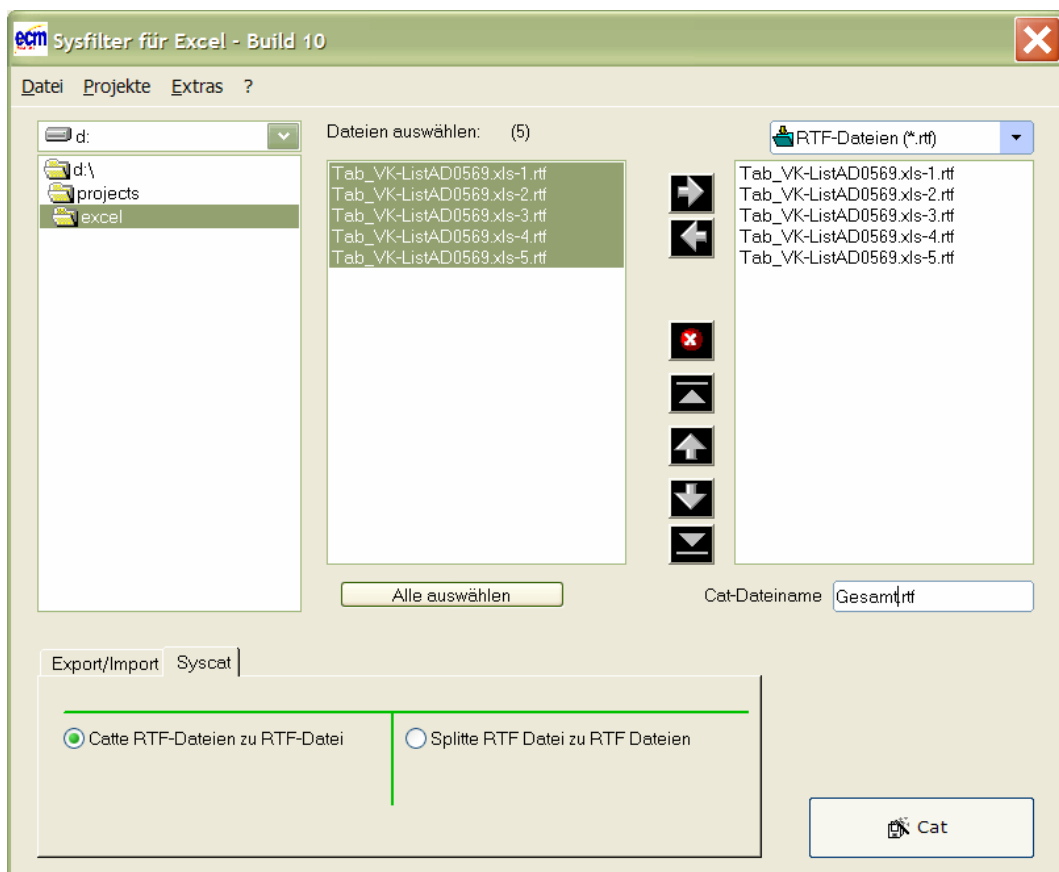 ecm Sysfilter für Excel - Build 10
Datei Projekte Extras ?
d:
d:\
projects
excel
Dateien auswählen: (5)
Tab_VK-ListAD0569.xls-1.rtf
Tab_VK-ListAD0569.xls-2.rtf
Tab_VK-ListAD0569.xls-3.rtf
Tab_VK-ListAD0569.xls-4.rtf
Tab_VK-ListAD0569.xls-5.rtf
Alle auswählen
RTF-Dateien (*.rtf)
Tab_VK-ListAD0569.xls-1.rtf
Tab_VK-ListAD0569.xls-2.rtf
Tab_VK-ListAD0569.xls-3.rtf
Tab_VK-ListAD0569.xls-4.rtf
Tab_VK-ListAD0569.xls-5.rtf
Cat-Dateiname Gesamt.rtf
Export/Import Syscat
Catte RTF-Dateien zu RTF-Datei
Splitte RTF Datei zu RTF Dateien
Cat